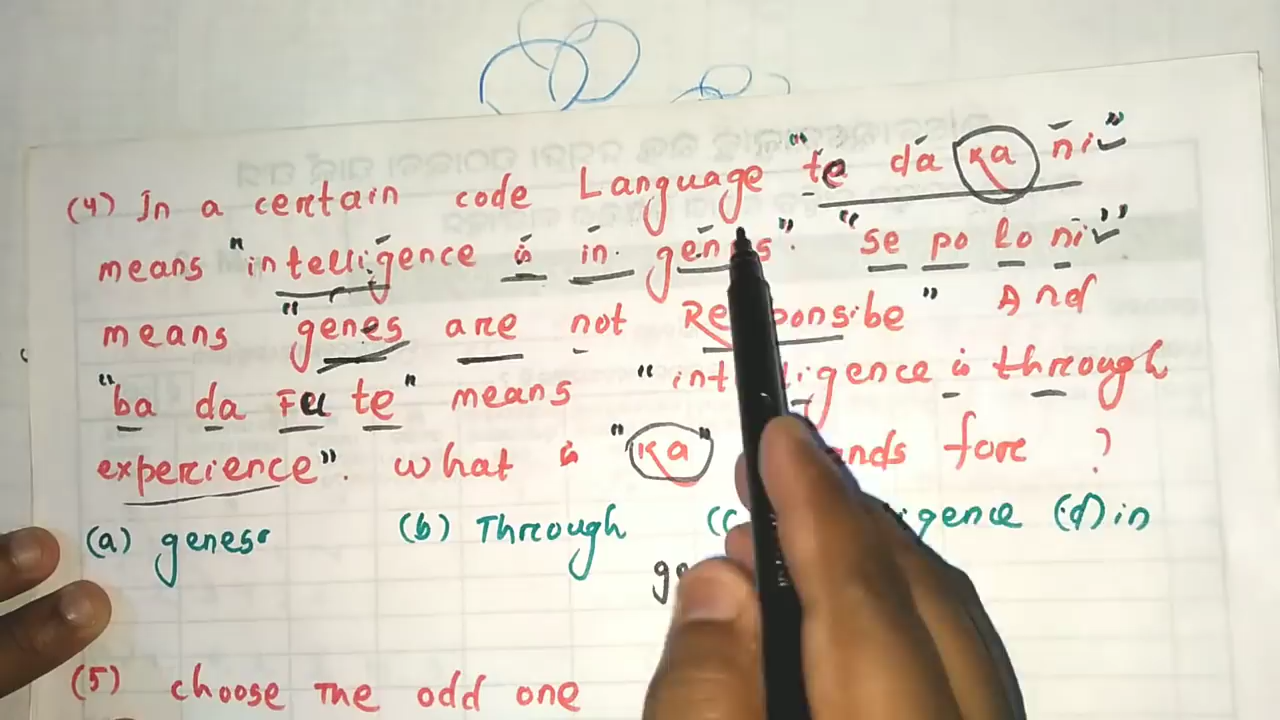 (4) In a certain code Language "te da Ka ni"
means "intelligence is in genes". "se po lo ni"
means "genes are not Responsibe" And
"ba da Fu te" means "intelligence is through
experience". what is "Ka" for ?
(a) genes (b) Through (c) (d) in
(5) choose The odd one